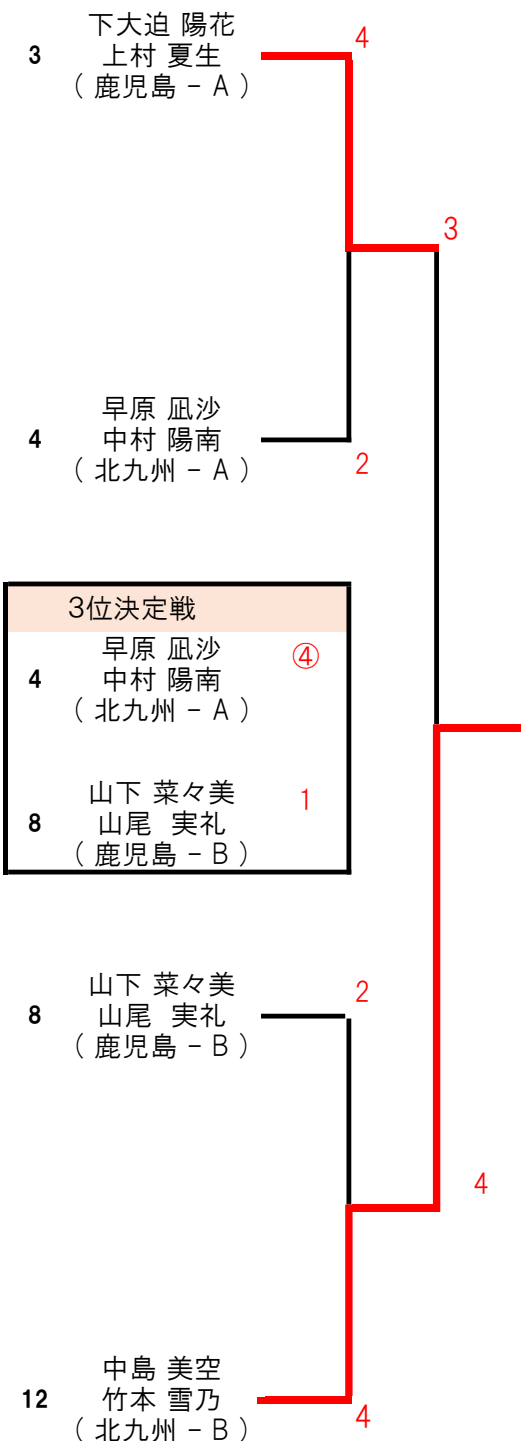 下大迫 陽花
4
3 上村 夏生
( 鹿児島 − A )
3
早原 凪沙
4 中村 陽南
( 北九州 − A )
2
3位決定戦
早原 凪沙
④
4 中村 陽南
( 北九州 − A )
山下 菜々美
1
8 山尾 実礼
( 鹿児島 − B )
山下 菜々美
2
8 山尾 実礼
( 鹿児島 − B )
4
中島 美空
12 竹本 雪乃
4
( 北九州 − B )